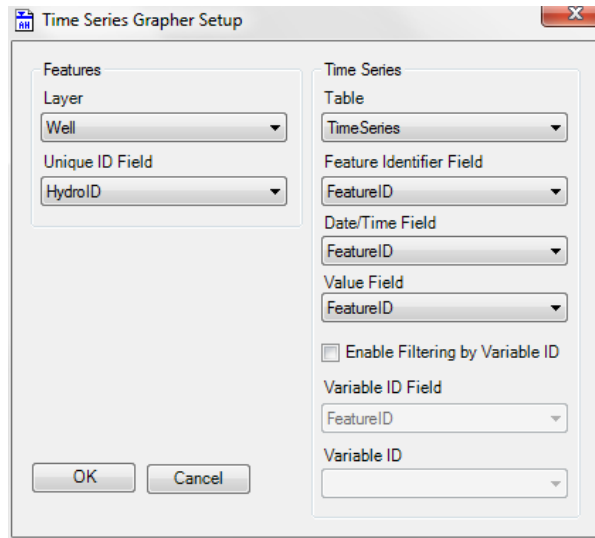 Time Series Grapher Setup
Features
Layer
Well
Unique ID Field
HydroID
Time Series
Table
TimeSeries
Feature Identifier Field
FeatureID
Date/Time Field
FeatureID
Value Field
FeatureID
Enable Filtering by Variable ID
Variable ID Field
FeatureID
Variable ID
OK
Cancel